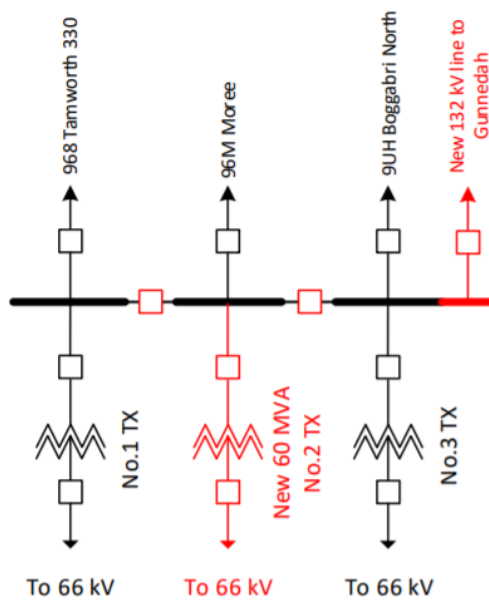 968 Tamworth 330
96M Moree
9UH Boggabri North
New 132 kV line to
Gunnedah
No.1 TX
New 60 MVA
No.2 TX
No.3 TX
To 66 kV
To 66 kV
To 66 kV